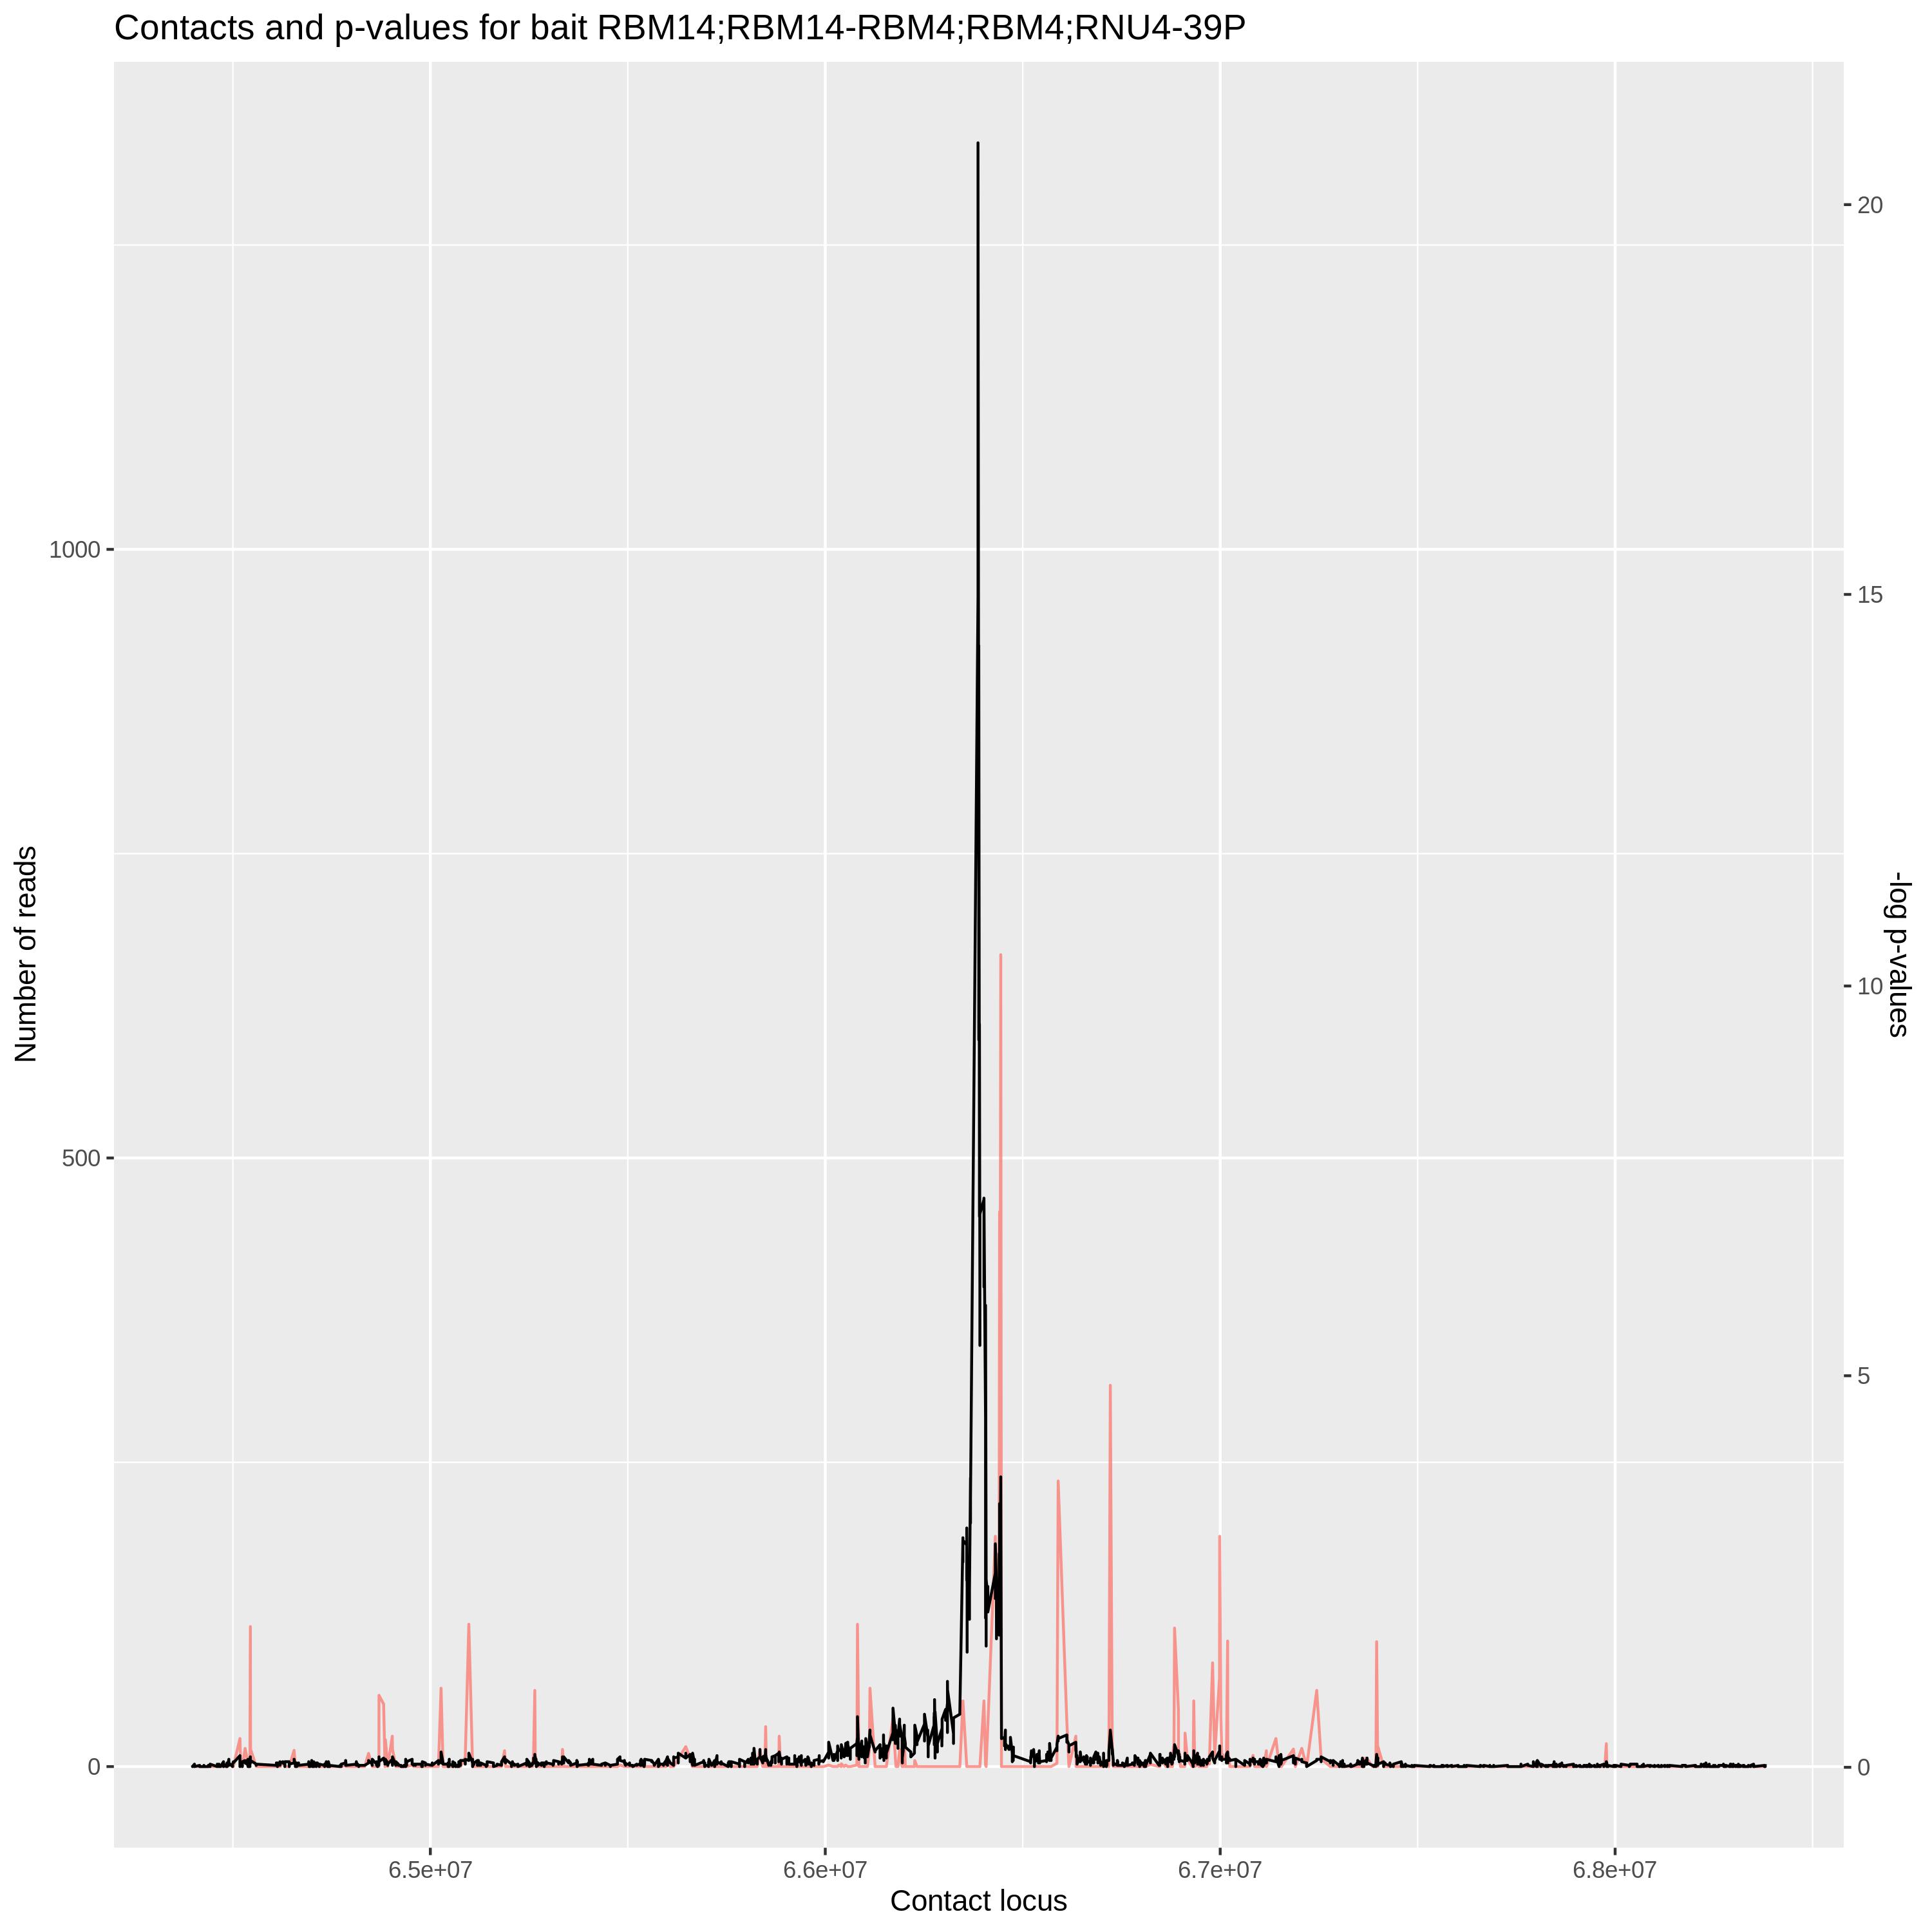 Contacts and p-values for bait RBM14;RBM14-RBM4;RBM4;RNU4-39P
20
1000
15
Number of reads
-log p-values
10
500
5
0
0
6.5e+07
6.6e+07
6.7e+07
6.8e+07
Contact locus